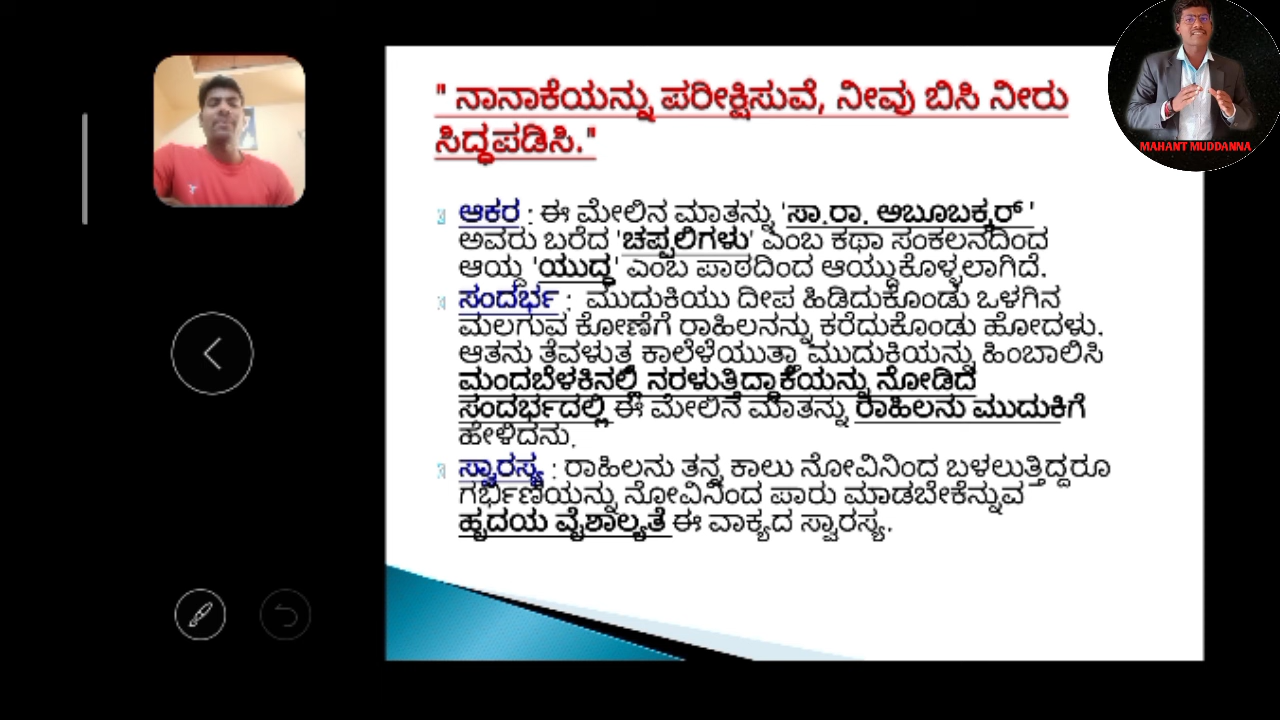 " ನಾನಾಕೆಯನ್ನು ಪರೀಕ್ಷಿಸುವೆ, ನೀವು ಬಿಸಿ ನೀರು
ಸಿದ್ಧಪಡಿಸಿ."
ಆಕರ : ಈ ಮೇಲಿನ ಮಾತನ್ನು 'ಸಾ.ರಾ. ಅಬೂಬಕ್ಕರ್ '
ಅವರು ಬರೆದ 'ಚಪ್ಪಲಿಗಳು' ಎಂಬ ಕಥಾ ಸಂಕಲನದಿಂದ
ಆಯ್ದ 'ಯುದ್ಧ' ಎಂಬ ಪಾಠದಿಂದ ಆಯ್ದುಕೊಳ್ಳಲಾಗಿದೆ.
ಸಂದರ್ಭ : ಮುದುಕಿಯು ದೀಪ ಹಿಡಿದುಕೊಂಡು ಒಳಗಿನ
ಮಲಗುವ ಕೋಣೆಗೆ ರಾಹಿಲನನ್ನು ಕರೆದುಕೊಂಡು ಹೋದಳು.
ಆತನು ತೆವಳುತ್ತ ಕಾಲೆಳೆಯುತ್ತಾ ಮುದುಕಿಯನ್ನು ಹಿಂಬಾಲಿಸಿ
ಮಂದಬೆಳಕಿನಲ್ಲಿ ನರಳುತ್ತಿದ್ದಾಕೆಯನ್ನು ನೋಡಿದ
ಸಂದರ್ಭದಲ್ಲಿ ಈ ಮೇಲಿನ ಮಾತನ್ನು ರಾಹಿಲನು ಮುದುಕಿಗೆ
ಹೇಳಿದನು.
ಸ್ವಾರಸ್ಯ : ರಾಹಿಲನು ತನ್ನ ಕಾಲು ನೋವಿನಿಂದ ಬಳಲುತ್ತಿದ್ದರೂ
ಗರ್ಭಿಣಿಯನ್ನು ನೋವಿನಿಂದ ಪಾರು ಮಾಡಬೇಕೆನ್ನುವ
ಹೃದಯ ವೈಶಾಲ್ಯತೆ ಈ ವಾಕ್ಯದ ಸ್ವಾರಸ್ಯ.
MAHANT MUDDANNA